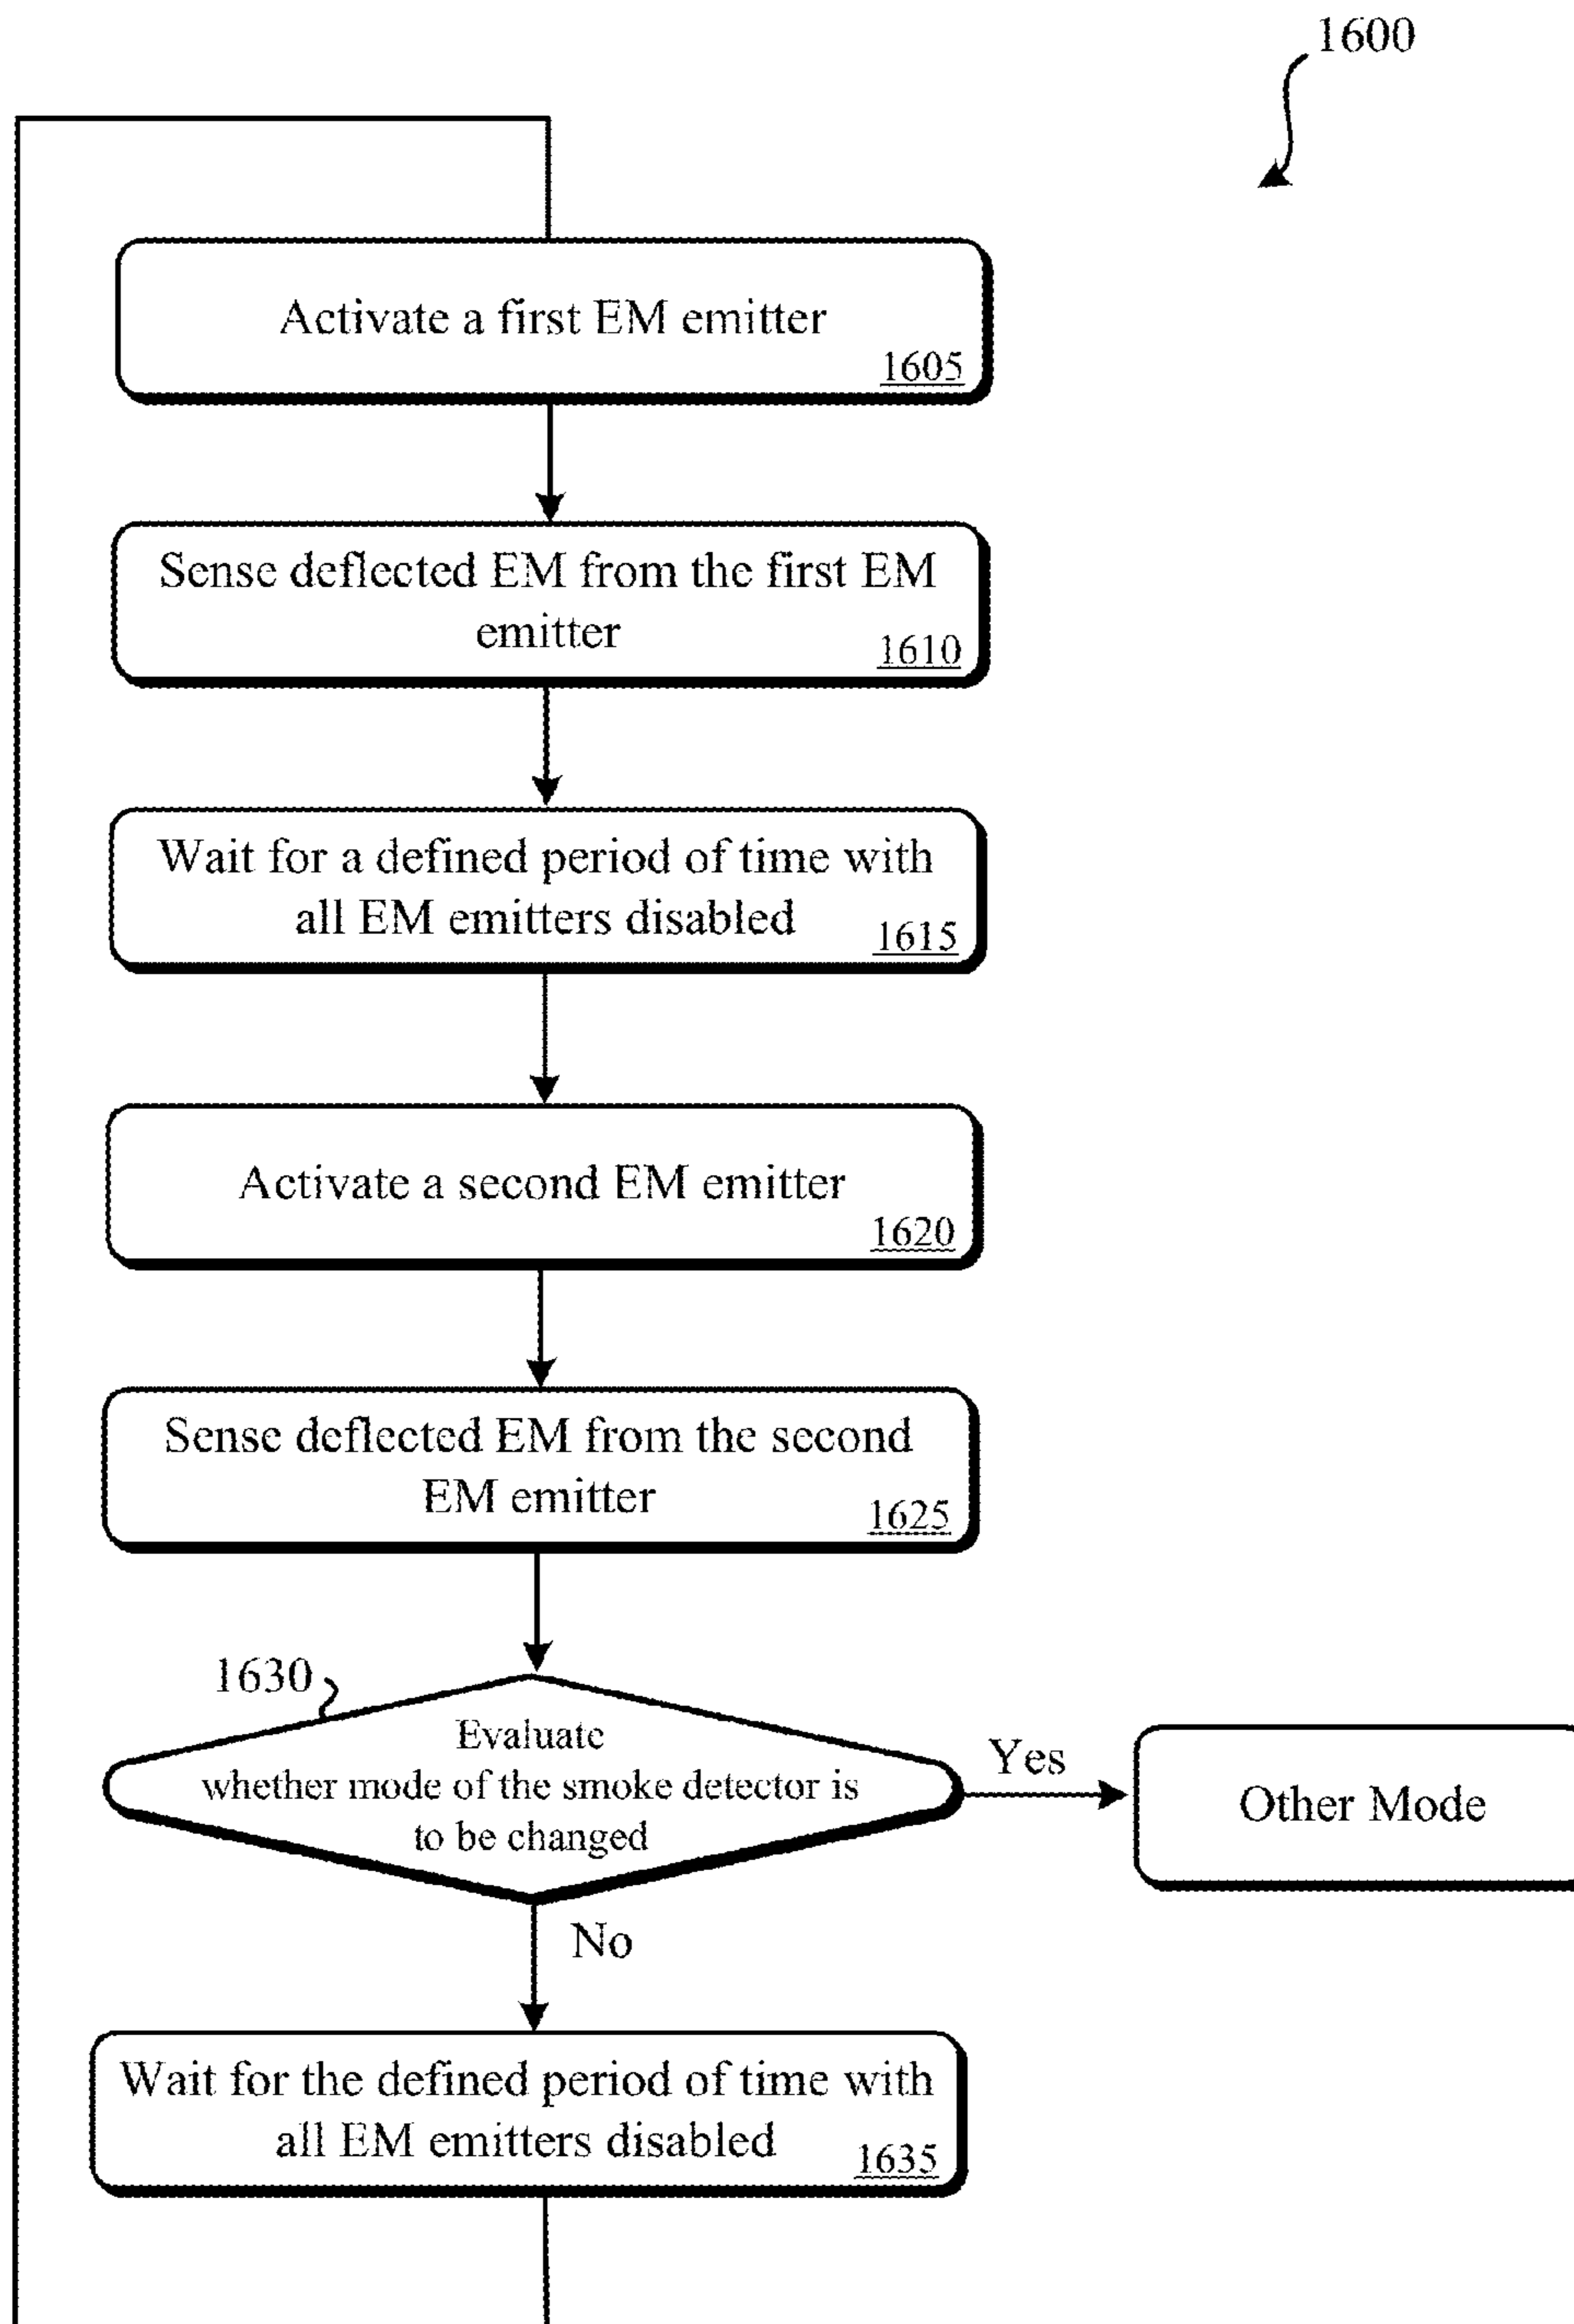 1600
Activate a first EM emitter
1605
Sense deflected EM from the first EM
emitter
1610
Wait for a defined period of time with
all EM emitters disabled
1615
Activate a second EM emitter
1620
Sense deflected EM from the second
EM emitter
1625
1630
Evaluate
whether mode of the smoke detector is
to be changed
Yes
Other Mode
No
Wait for the defined period of time with
all EM emitters disabled
1635